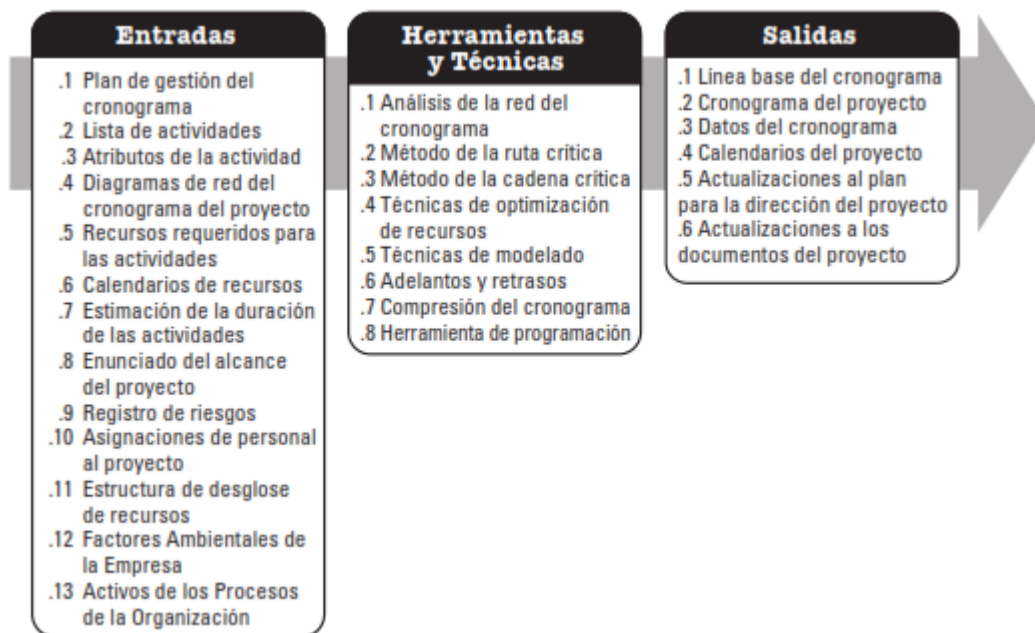 Entradas
.1 Plan de gestión del
cronograma
.2 Lista de actividades
.3 Atributos de la actividad
.4 Diagramas de red del
cronograma del proyecto
.5 Recursos requeridos para
las actividades
.6 Calendarios de recursos
.7 Estimación de la duración
de las actividades
.8 Enunciado del alcance
del proyecto
.9 Registro de riesgos
.10 Asignaciones de personal
al proyecto
.11 Estructura de desglose
de recursos
.12 Factores Ambientales de
la Empresa
.13 Activos de los Procesos
de la Organización
Herramientas
y Técnicas
.1 Análisis de la red del
cronograma
.2 Método de la ruta crítica
.3 Método de la cadena crítica
.4 Técnicas de optimización
de recursos
.5 Técnicas de modelado
.6 Adelantos y retrasos
.7 Compresión del cronograma
.8 Herramienta de programación
Salidas
.1 Línea base del cronograma
.2 Cronograma del proyecto
.3 Datos del cronograma
.4 Calendarios del proyecto
.5 Actualizaciones al plan
para la dirección del proyecto
.6 Actualizaciones a los
documentos del proyecto